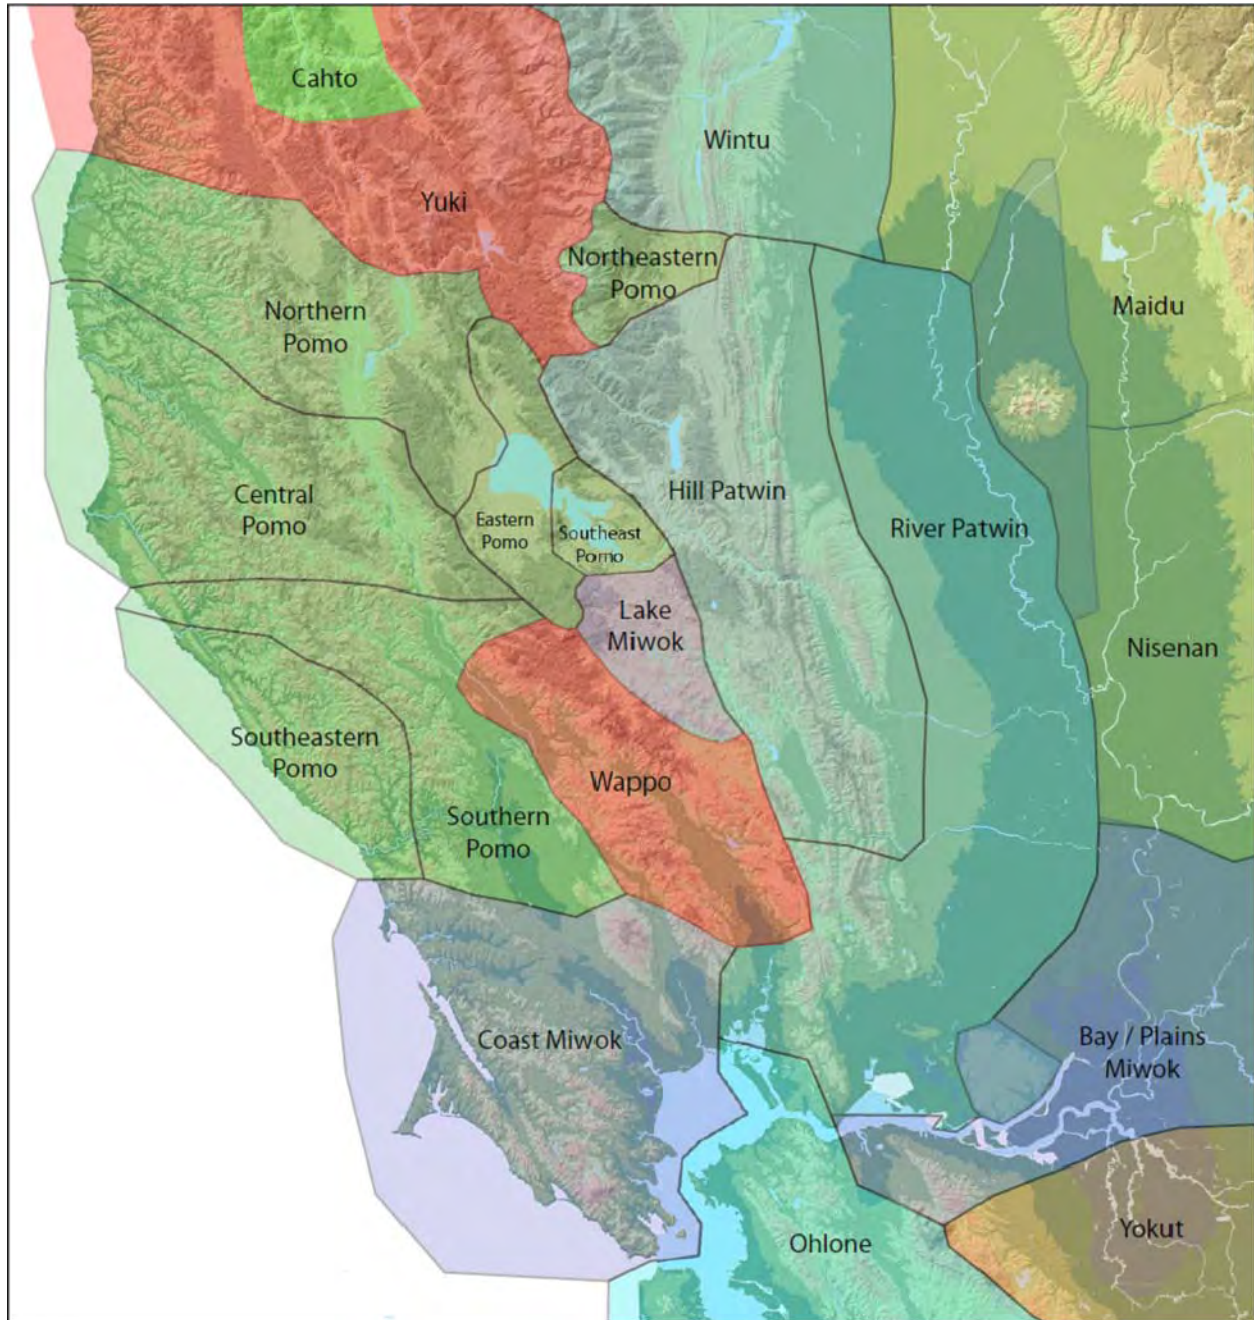 Cahto
Wintu
Yuki
Northeastern
Pomo
Northern
Pomo
Maidu
Central
Pomo
Eastern
Pomo
Southeast
Pomo
Hill Patwin
River Patwin
Lake
Miwok
Nisenan
Southeastern
Pomo
Wappo
Southern
Pomo
Coast Miwok
Bay / Plains
Miwok
Ohlone
Yokut